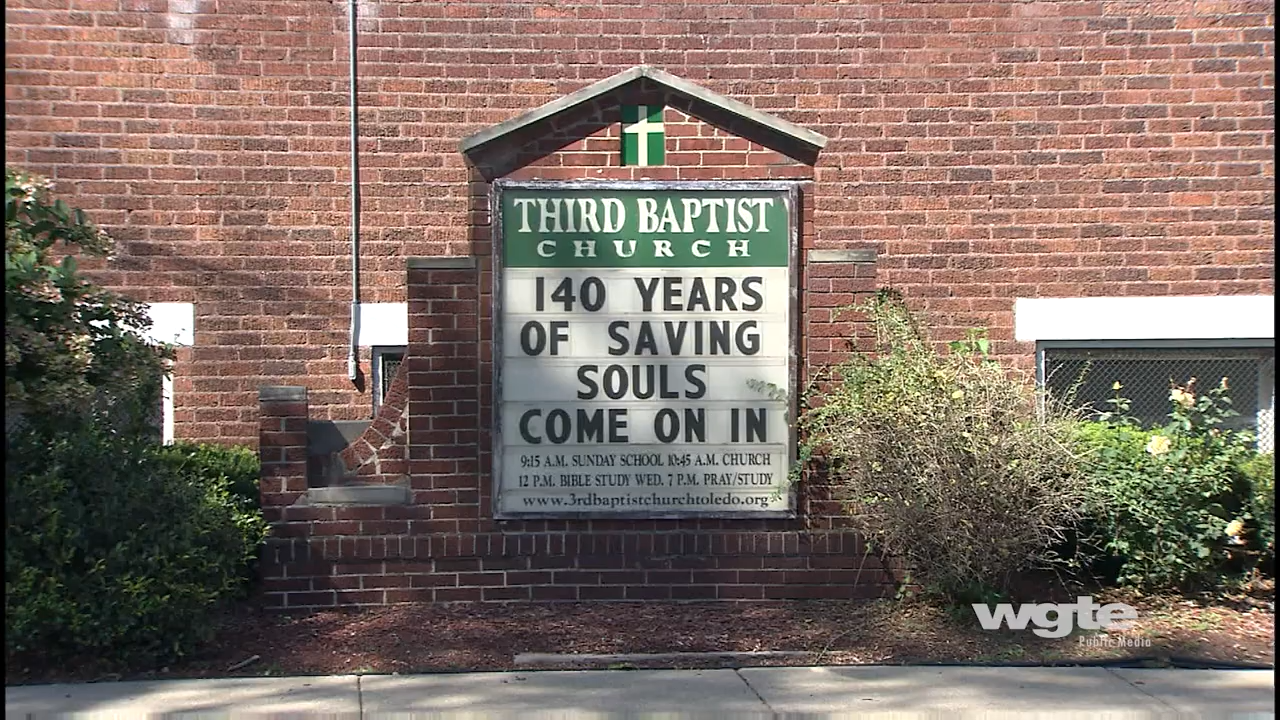 THIRD BAPTIST
CHURCH
140 YEARS
OF SAVING
SOULS
COME ON IN
9:15 A.M. SUNDAY SCHOOL 10:45 A.M. CHURCH
12 P.M. BIBLE STUDY WED. 7 P.M. PRAY/STUDY
www.3rdbaptistchurchtoledo.org
wgte
Public Media